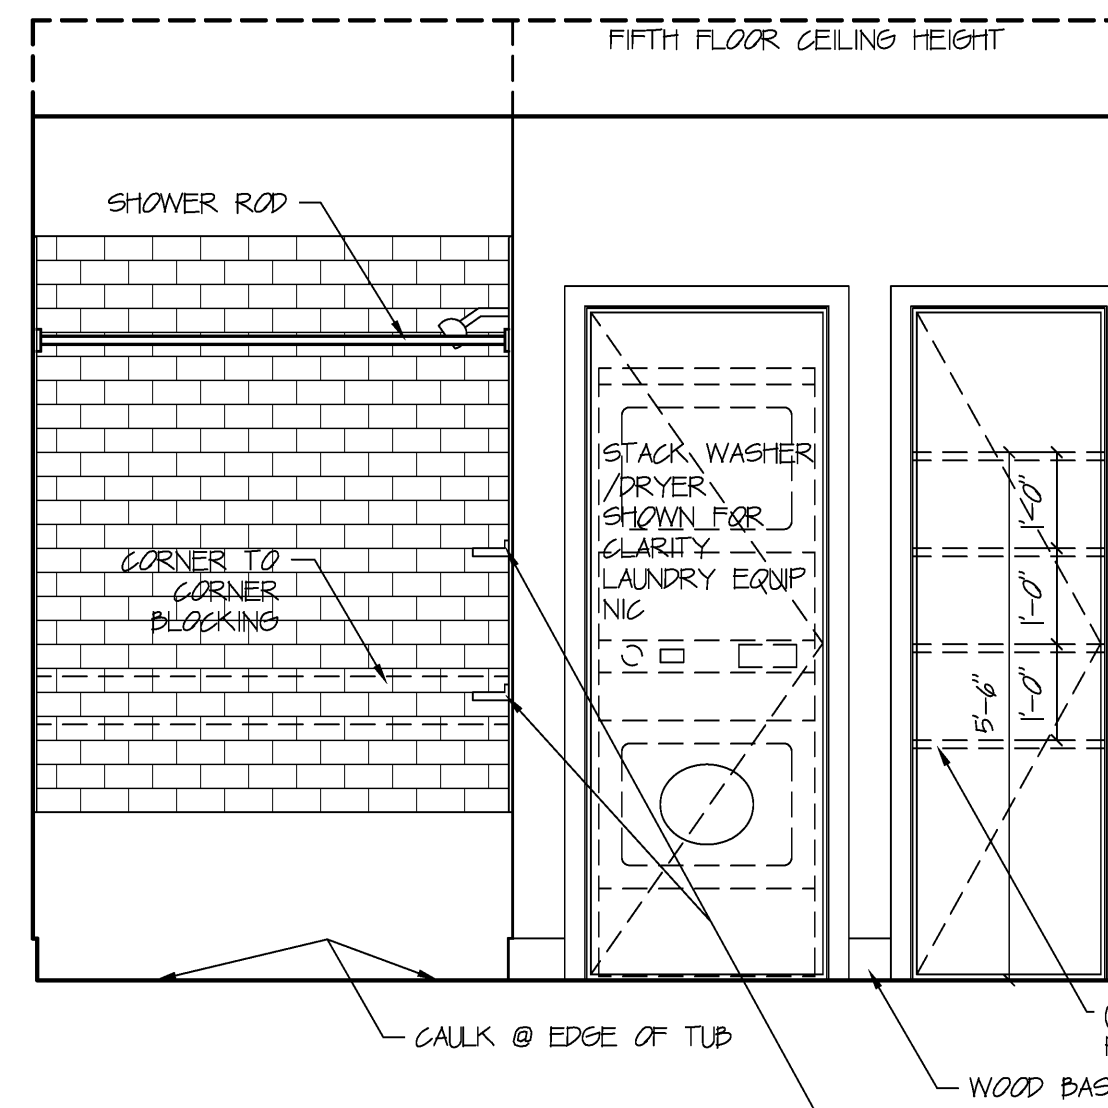 FIFTH FLOOR CEILING HEIGHT
SHOWER ROD
STACK WASHER
/DRYER
SHOWN FOR
CLARITY
LAUNDRY EQUIP
NIC
CORNER TO
CORNER
BLOCKING
1'-0"
1'-0"
1'-0"
5'-6"
CAULK @ EDGE OF TUB
WOOD